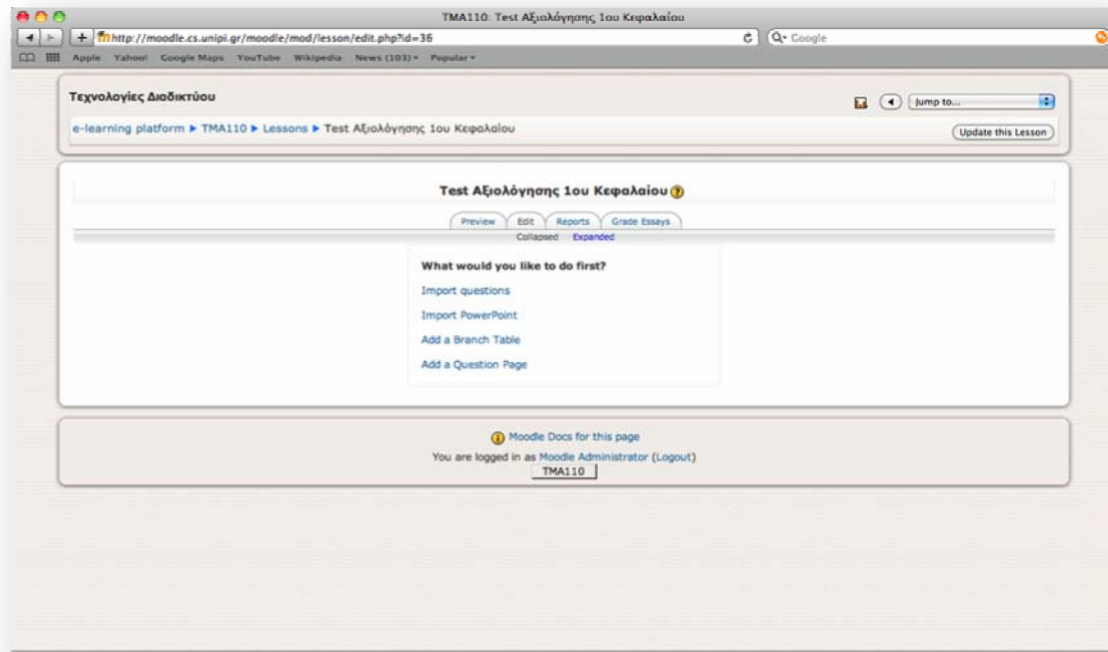 TMA110: Test Αξιολόγησης 1ου Κεφαλαίου
http://moodle.cs.unipi.gr/moodle/mod/lesson/edit.php?id=36
Google
Apple Yahoo! Google Maps YouTube Wikipedia News (103) Popular
Τεχνολογίες Διαδικτύου
Jump to...
e-learning platform ► TMA110 ► Lessons ► Test Αξιολόγησης 1ου Κεφαλαίου
Update this Lesson
Test Αξιολόγησης 1ου Κεφαλαίου
Preview Edit Reports Grade Essays
Collapsed Expanded
What would you like to do first?
Import questions
Import PowerPoint
Add a Branch Table
Add a Question Page
Moodle Docs for this page
You are logged in as Moodle Administrator (Logout)
TMA110